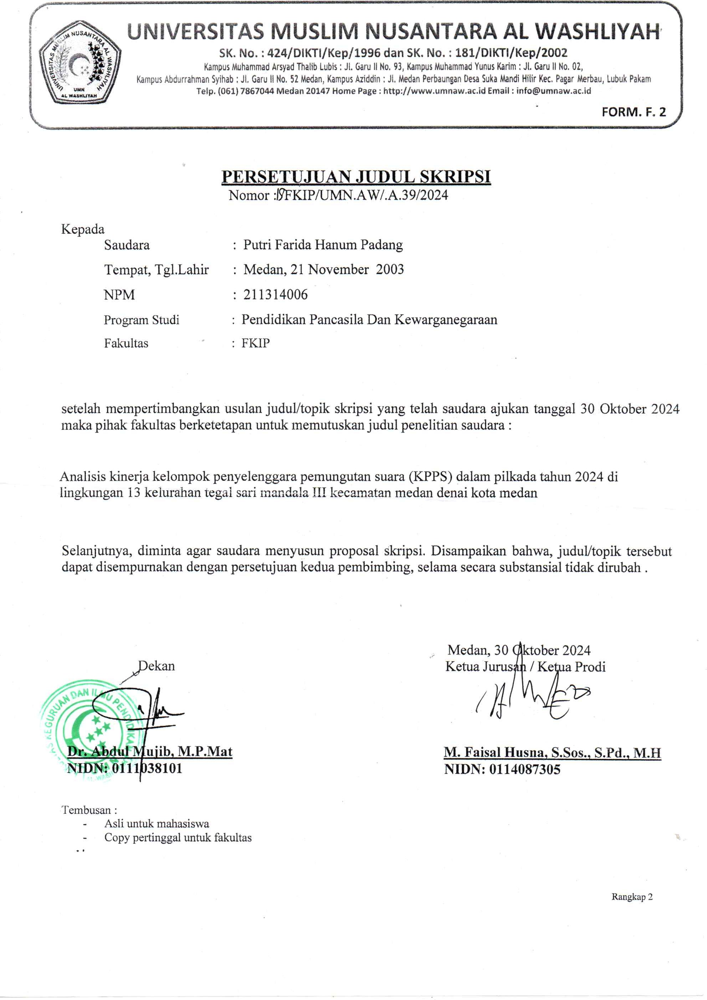 UNIVERSITAS MUSLIM NUSANTARA AL WASHLIYAH
UMN
AL WASHLIYAH
UNIVERSITAS MUSLIM NUSANTARA AL WASHLIYAH
SK. No. : 424/DIKTI/Kep/1996 dan SK. No. : 181/DIKTI/Kep/2002
Kampus Muhammad Arsyad Thalib Lubis : Jl. Garu II No. 93, Kampus Muhammad Yunus Karim : Jl. Garu II No. 02,
Kampus Abdurrahman Syihab : Jl. Garu II No. 52 Medan, Kampus Aziddin : Jl. Medan Perbaungan Desa Suka Mandi Hilir Kec. Pagar Merbau, Lubuk Pakam
Telp. (061) 7867044 Medan 20147 Home Page : http://www.umnaw.ac.id Email : info@umnaw.ac.id
FORM. F. 2
PERSETUJUAN JUDUL SKRIPSI
Nomor : FKIP/UMN.AW/.A.39/2024
Kepada
Saudara : Putri Farida Hanum Padang
Tempat, Tgl.Lahir : Medan, 21 November 2003
NPM : 211314006
Program Studi : Pendidikan Pancasila Dan Kewarganegaraan
Fakultas : FKIP
setelah mempertimbangkan usulan judul/topik skripsi yang telah saudara ajukan tanggal 30 Oktober 2024
maka pihak fakultas berketetapan untuk memutuskan judul penelitian saudara :
Analisis kinerja kelompok penyelenggara pemungutan suara (KPPS) dalam pilkada tahun 2024 di
lingkungan 13 kelurahan tegal sari mandala III kecamatan medan denai kota medan
Selanjutnya, diminta agar saudara menyusun proposal skripsi. Disampaikan bahwa, judul/topik tersebut
dapat disempurnakan dengan persetujuan kedua pembimbing, selama secara substansial tidak dirubah .
Medan, 30 Oktober 2024
Dekan
Ketua Jurusan / Ketua Prodi
KEGURUAN DAN ILMU PENDIDIKAN
UMN
Dr. Abdul Mujib, M.P.Mat
NIDN: 0111038101
M. Faisal Husna, S.Sos., S.Pd., M.H
NIDN: 0114087305
Tembusan :
- Asli untuk mahasiswa
- Copy pertinggal untuk fakultas
Rangkap 2